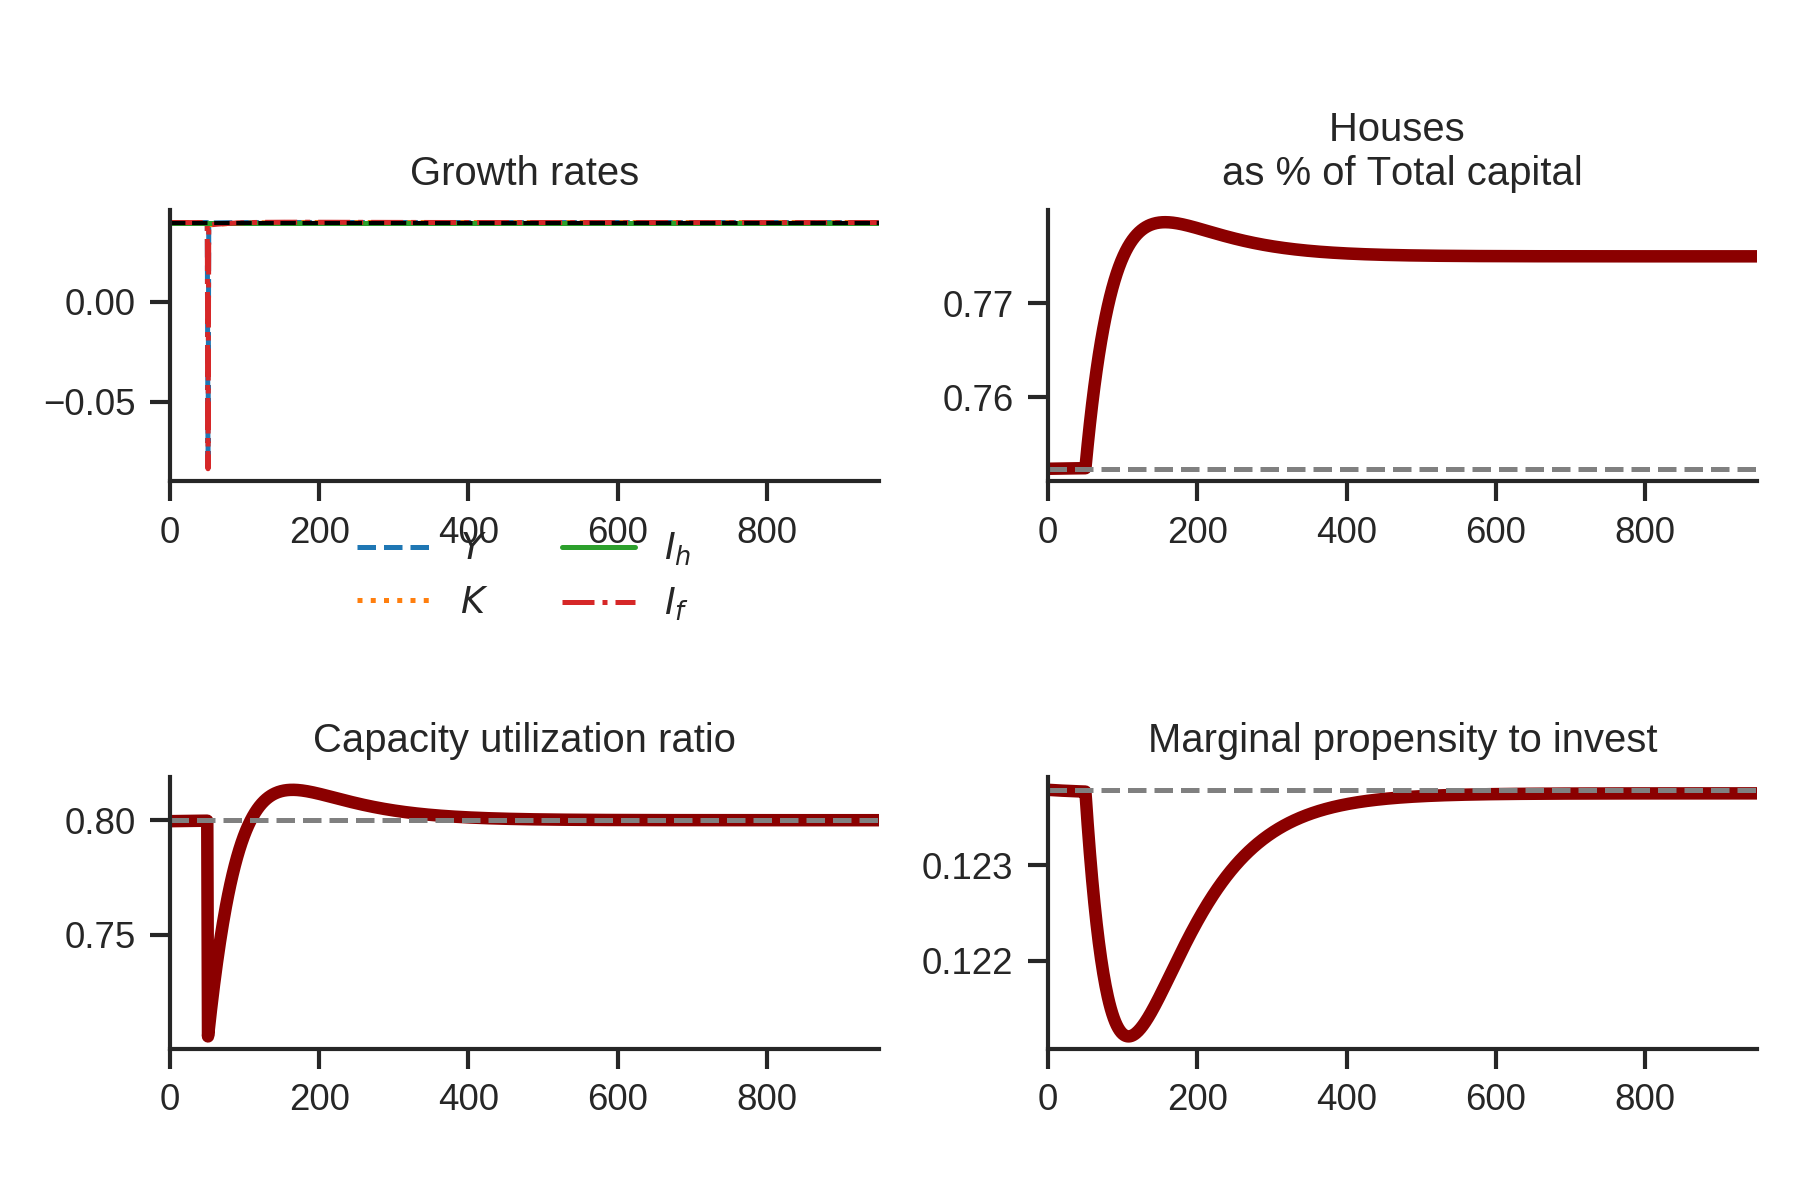 Growth rates
0.00
−0.05
0 200 400 600 800
Y I_h
K I_f
Houses
as % of Total capital
0.77
0.76
0 200 400 600 800
Capacity utilization ratio
0.80
0.75
0 200 400 600 800
Marginal propensity to invest
0.123
0.122
0 200 400 600 800